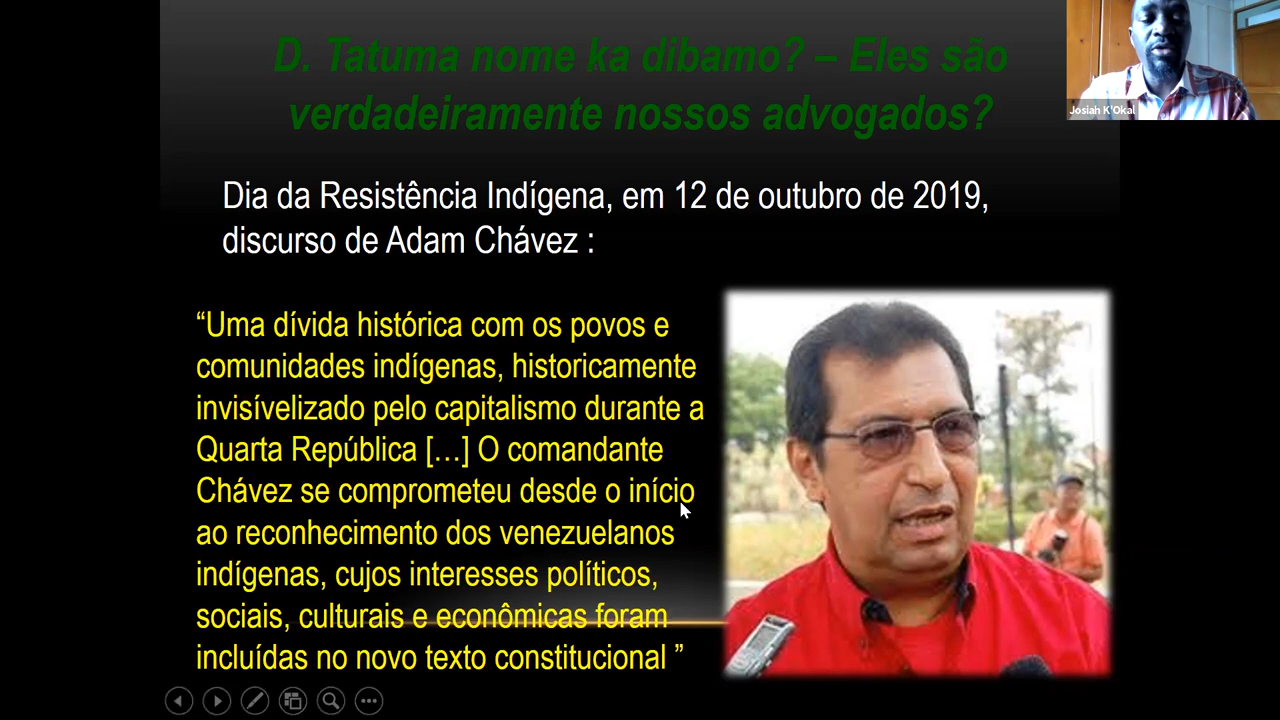 D. Tatuma nome ka dibamo? – Eles são
verdadeiramente nossos advogados?
Josiah K'Okal
Dia da Resistência Indígena, em 12 de outubro de 2019,
discurso de Adam Chávez :
“Uma dívida histórica com os povos e
comunidades indígenas, historicamente
invisívelizado pelo capitalismo durante a
Quarta República […] O comandante
Chávez se comprometeu desde o início
ao reconhecimento dos venezuelanos
indígenas, cujos interesses políticos,
sociais, culturais e econômicas foram
incluídas no novo texto constitucional ”